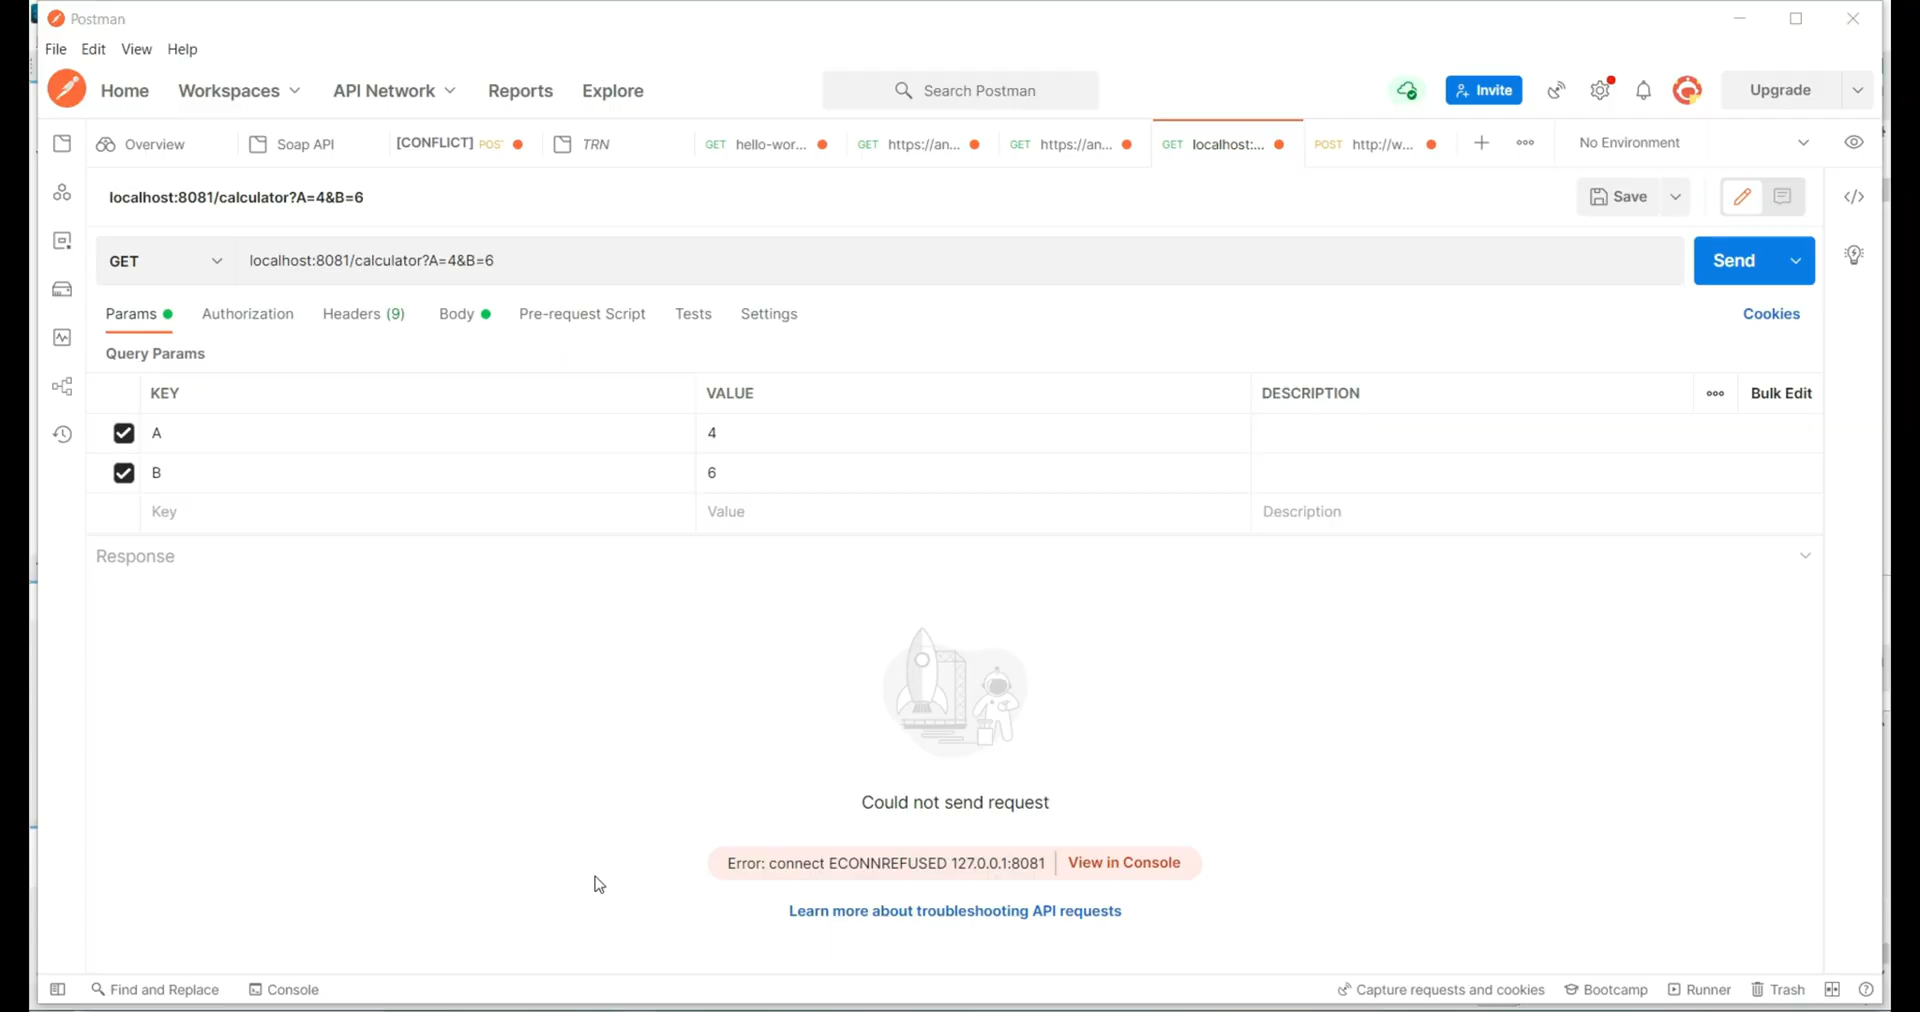 Postman
File Edit View Help
Home Workspaces API Network Reports Explore Search Postman Invite Upgrade
Overview Soap API [CONFLICT] POS TRN GET hello-wor... GET https://an... GET https://an... GET localhost:... POST http://w... No Environment
localhost:8081/calculator?A=4&B=6 Save
GET localhost:8081/calculator?A=4&B=6 Send
Params Authorization Headers (9) Body Pre-request Script Tests Settings Cookies
Query Params
KEY VALUE DESCRIPTION Bulk Edit
A 4
B 6
Key Value Description
Response
Could not send request
Error: connect ECONNREFUSED 127.0.0.1:8081 View in Console
Learn more about troubleshooting API requests
Find and Replace Console Capture requests and cookies Bootcamp Runner Trash